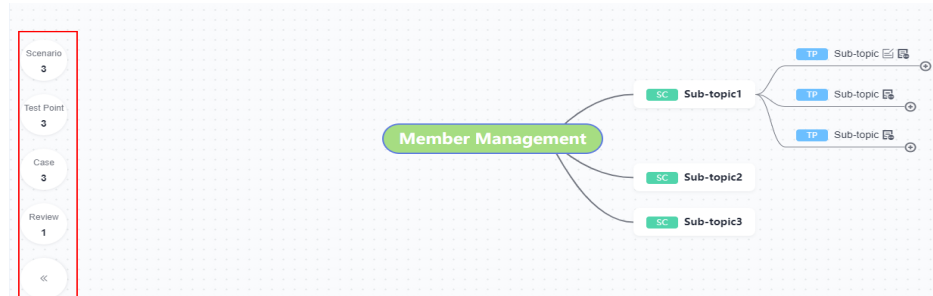 Scenario
3
Test Point
3
Case
3
Review
1
«
Member Management
SC Sub-topic1
TP Sub-topic
TP Sub-topic
TP Sub-topic
SC Sub-topic2
SC Sub-topic3